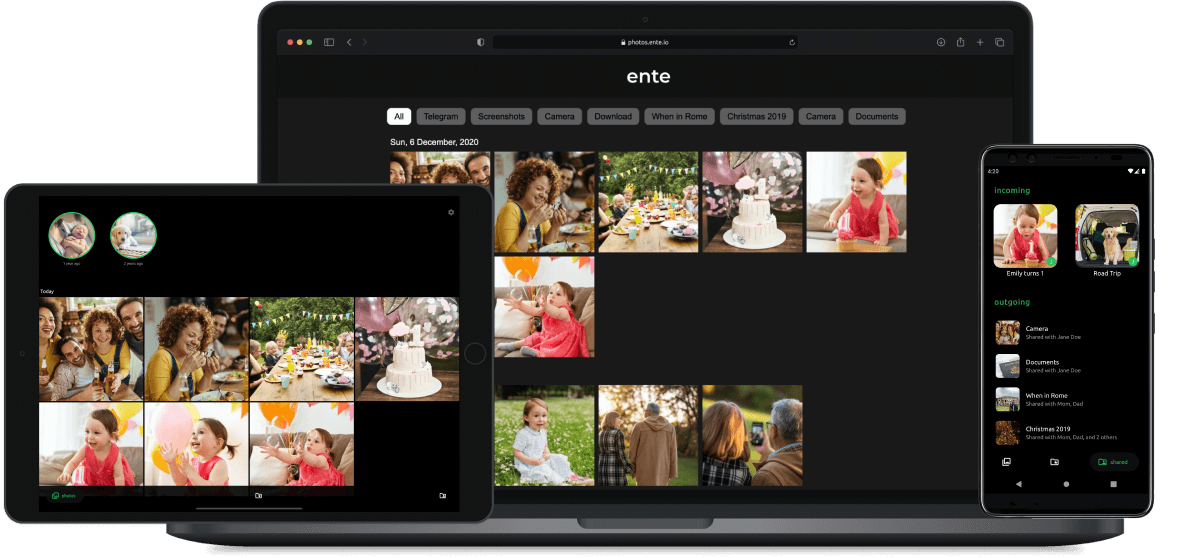 photos.ente.io
ente
All
Telegram
Screenshots
Camera
Download
When in Rome
Christmas 2019
Camera
Documents
Sun, 6 December, 2020
1 year ago
2 years ago
Today
photos
4:20
incoming
Emily turns 1
Road Trip
outgoing
Camera
Shared with Jane Doe
Documents
Shared with Jane Doe
When in Rome
Shared with Mom, Dad
Christmas 2019
Shared with Mom, Dad, and 2 others
shared